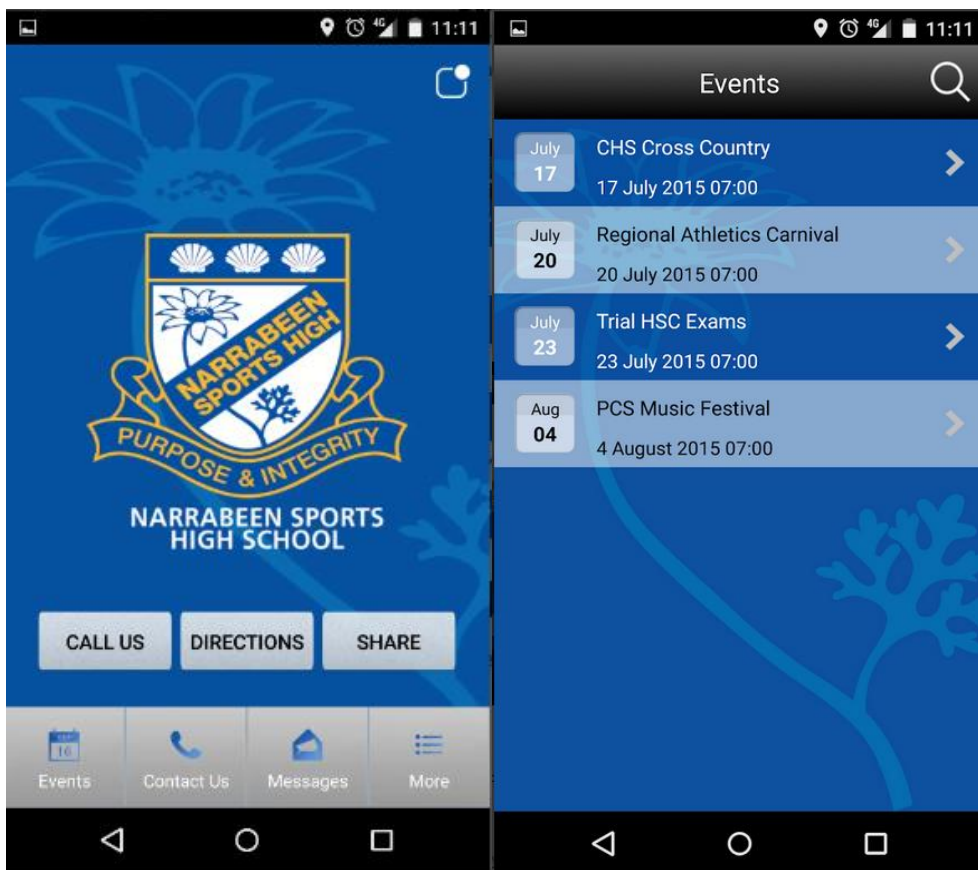 4G 11:11
NARRABEEN
SPORTS HIGH
PURPOSE & INTEGRITY
NARRABEEN SPORTS
HIGH SCHOOL
CALL US DIRECTIONS SHARE
16
Events Contact Us Messages More
4G 11:11
Events
July
17
CHS Cross Country
17 July 2015 07:00
July
20
Regional Athletics Carnival
20 July 2015 07:00
July
23
Trial HSC Exams
23 July 2015 07:00
Aug
04
PCS Music Festival
4 August 2015 07:00